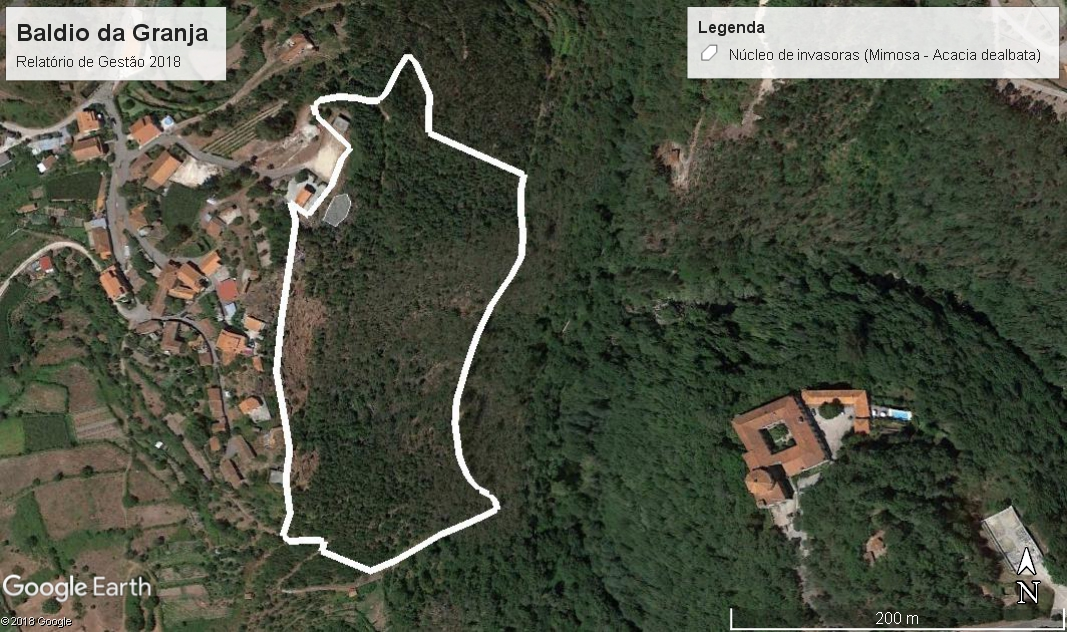 Baldio da Granja
Relatório de Gestão 2018
Legenda
Núcleo de invasoras (Mimosa - Acacia dealbata)
Google Earth
©2018 Google
N
200 m